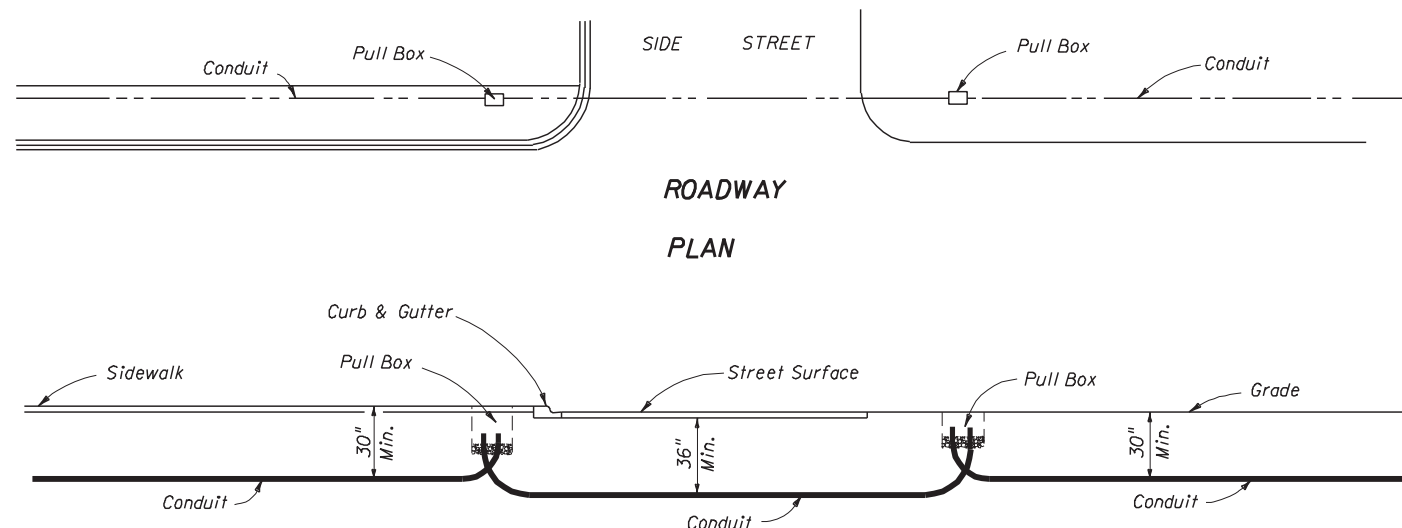 SIDE STREET
Pull Box
Conduit
Pull Box
Conduit
ROADWAY
PLAN
Curb & Gutter
Pull Box
Sidewalk
Street Surface
Pull Box
Grade
30"
Min.
36"
Min.
30"
Min.
Conduit
Conduit
Conduit